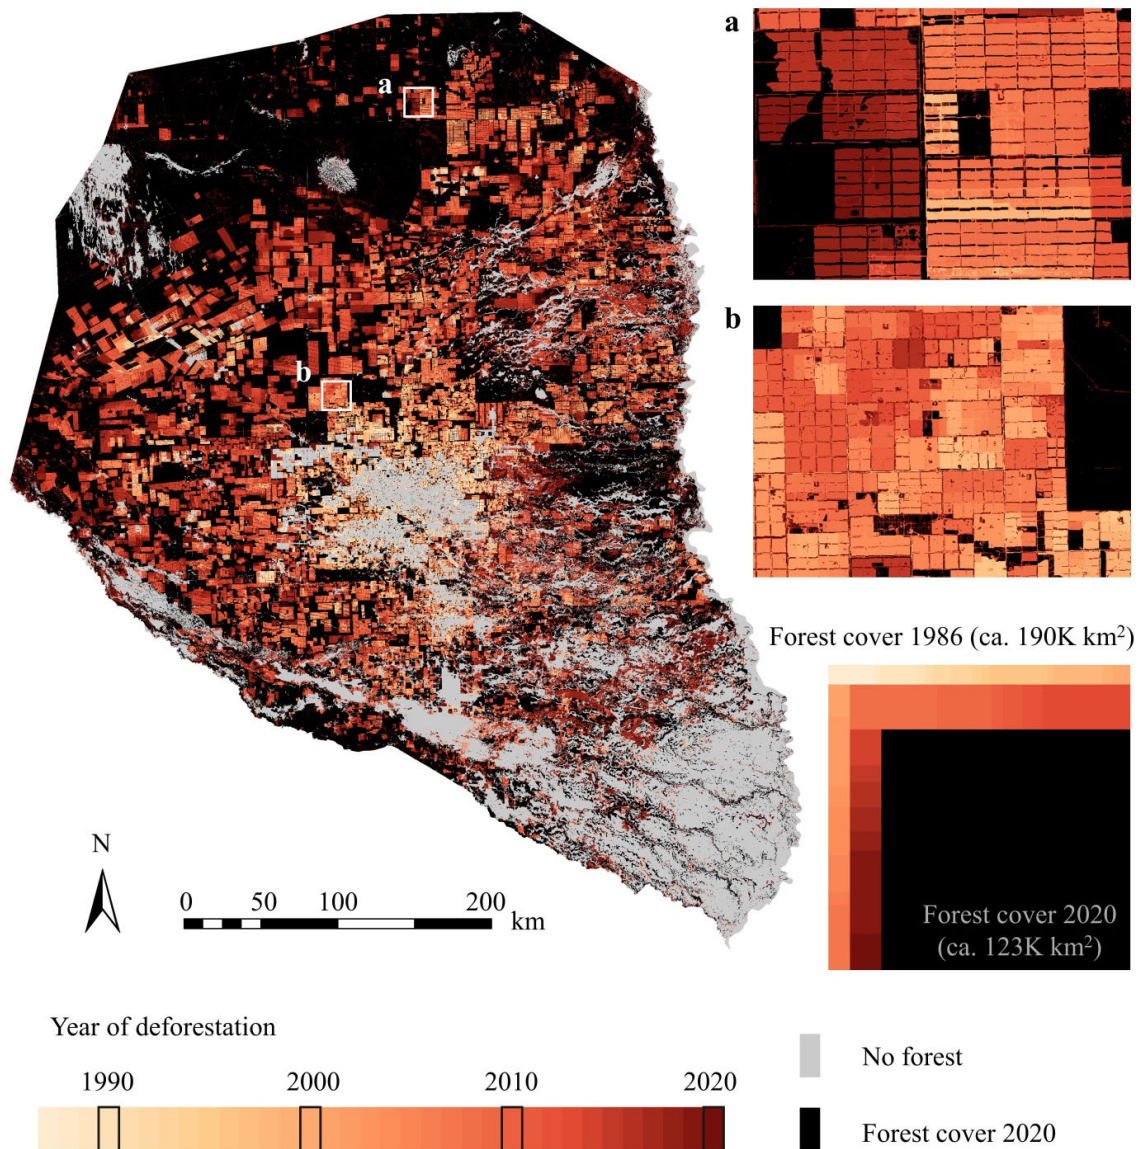 a
a
b
b
Forest cover 1986 (ca. 190K km²)
N
0 50 100 200
km
Forest cover 2020
(ca. 123K km²)
Year of deforestation
1990 2000 2010 2020
No forest
Forest cover 2020